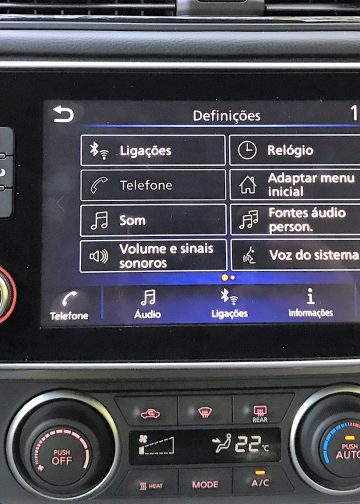 Definições
1
Ligações
Relógio
Telefone
Adaptar menu
inicial
Som
Fontes áudio
person.
Volume e sinais
sonoros
Voz do sistema
Telefone
Áudio
Ligações
Informações
REAR
PUSH
OFF
22°C
PUSH
AUTO
HEAT
MODE
A/C